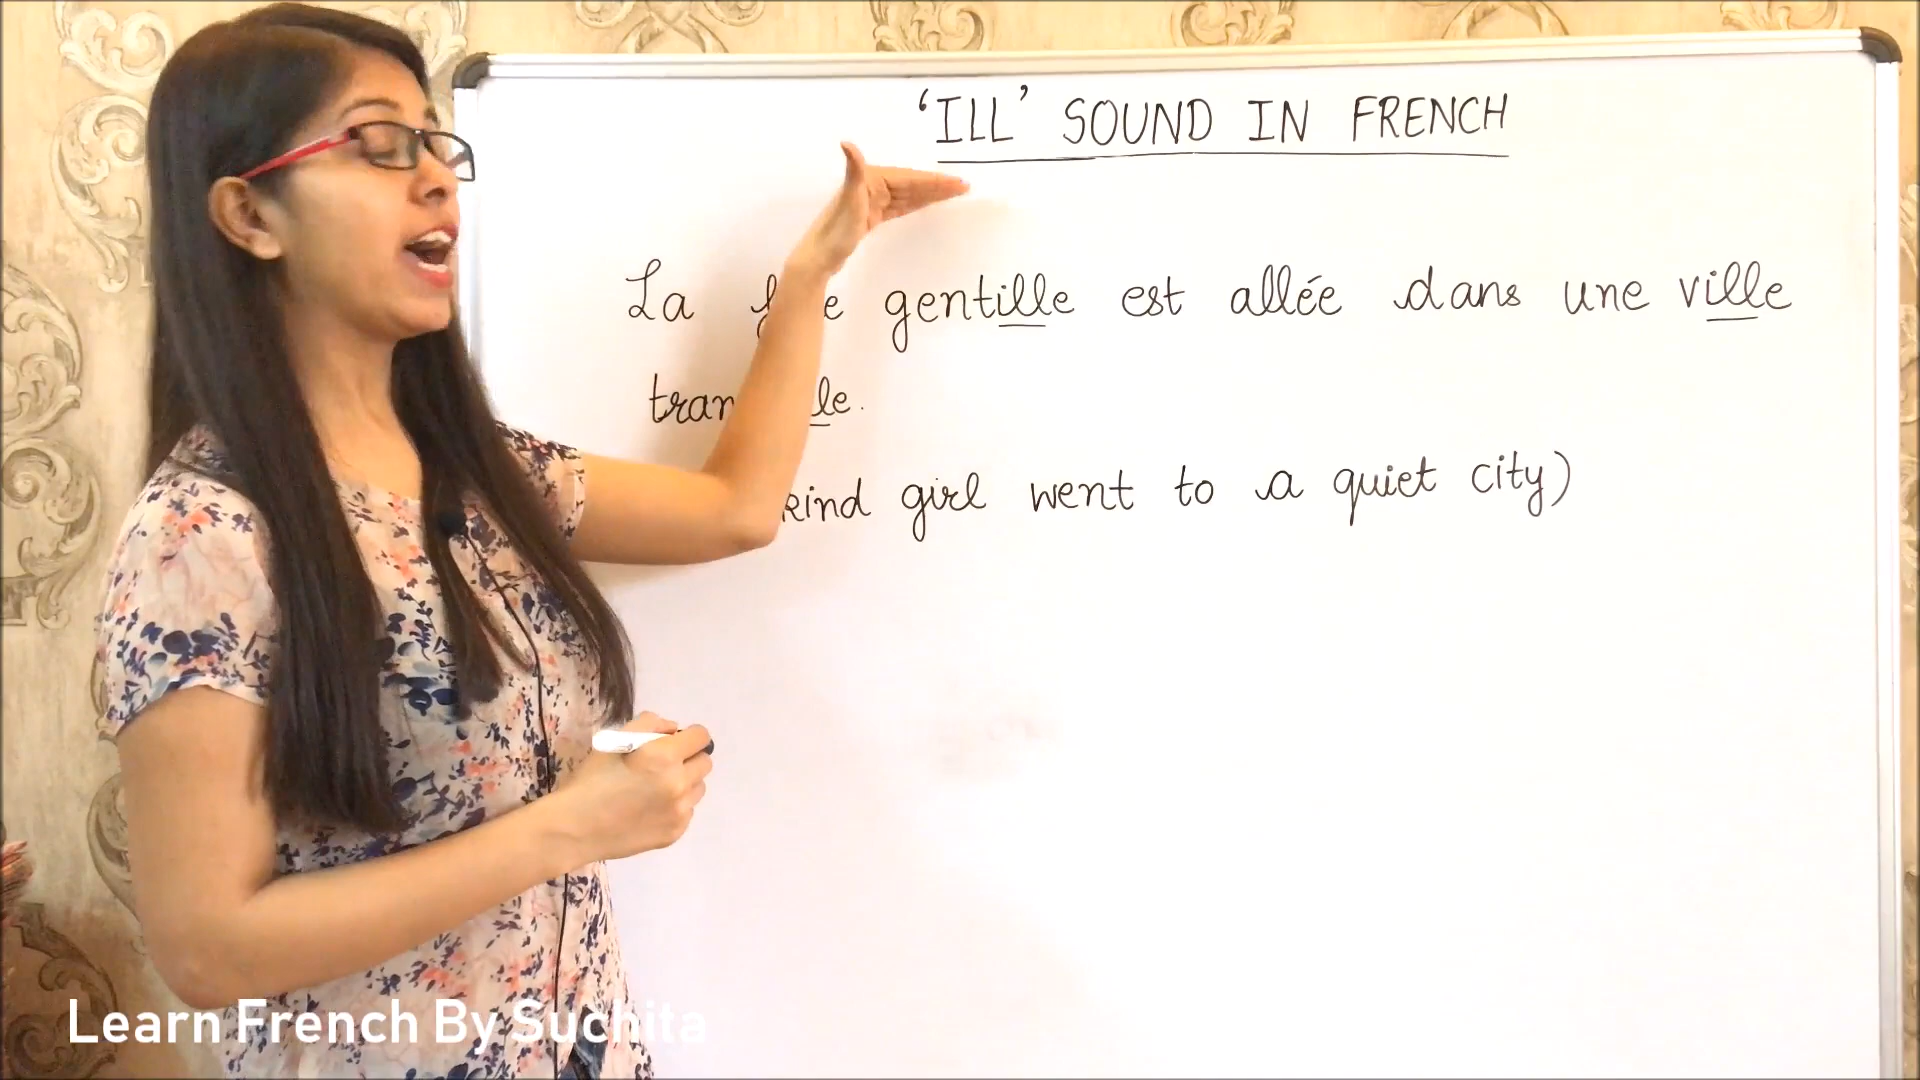 ‘ILL’ SOUND IN FRENCH
La gentille est allée dans une ville
kind girl went to a quiet city)
Learn French By Suchita